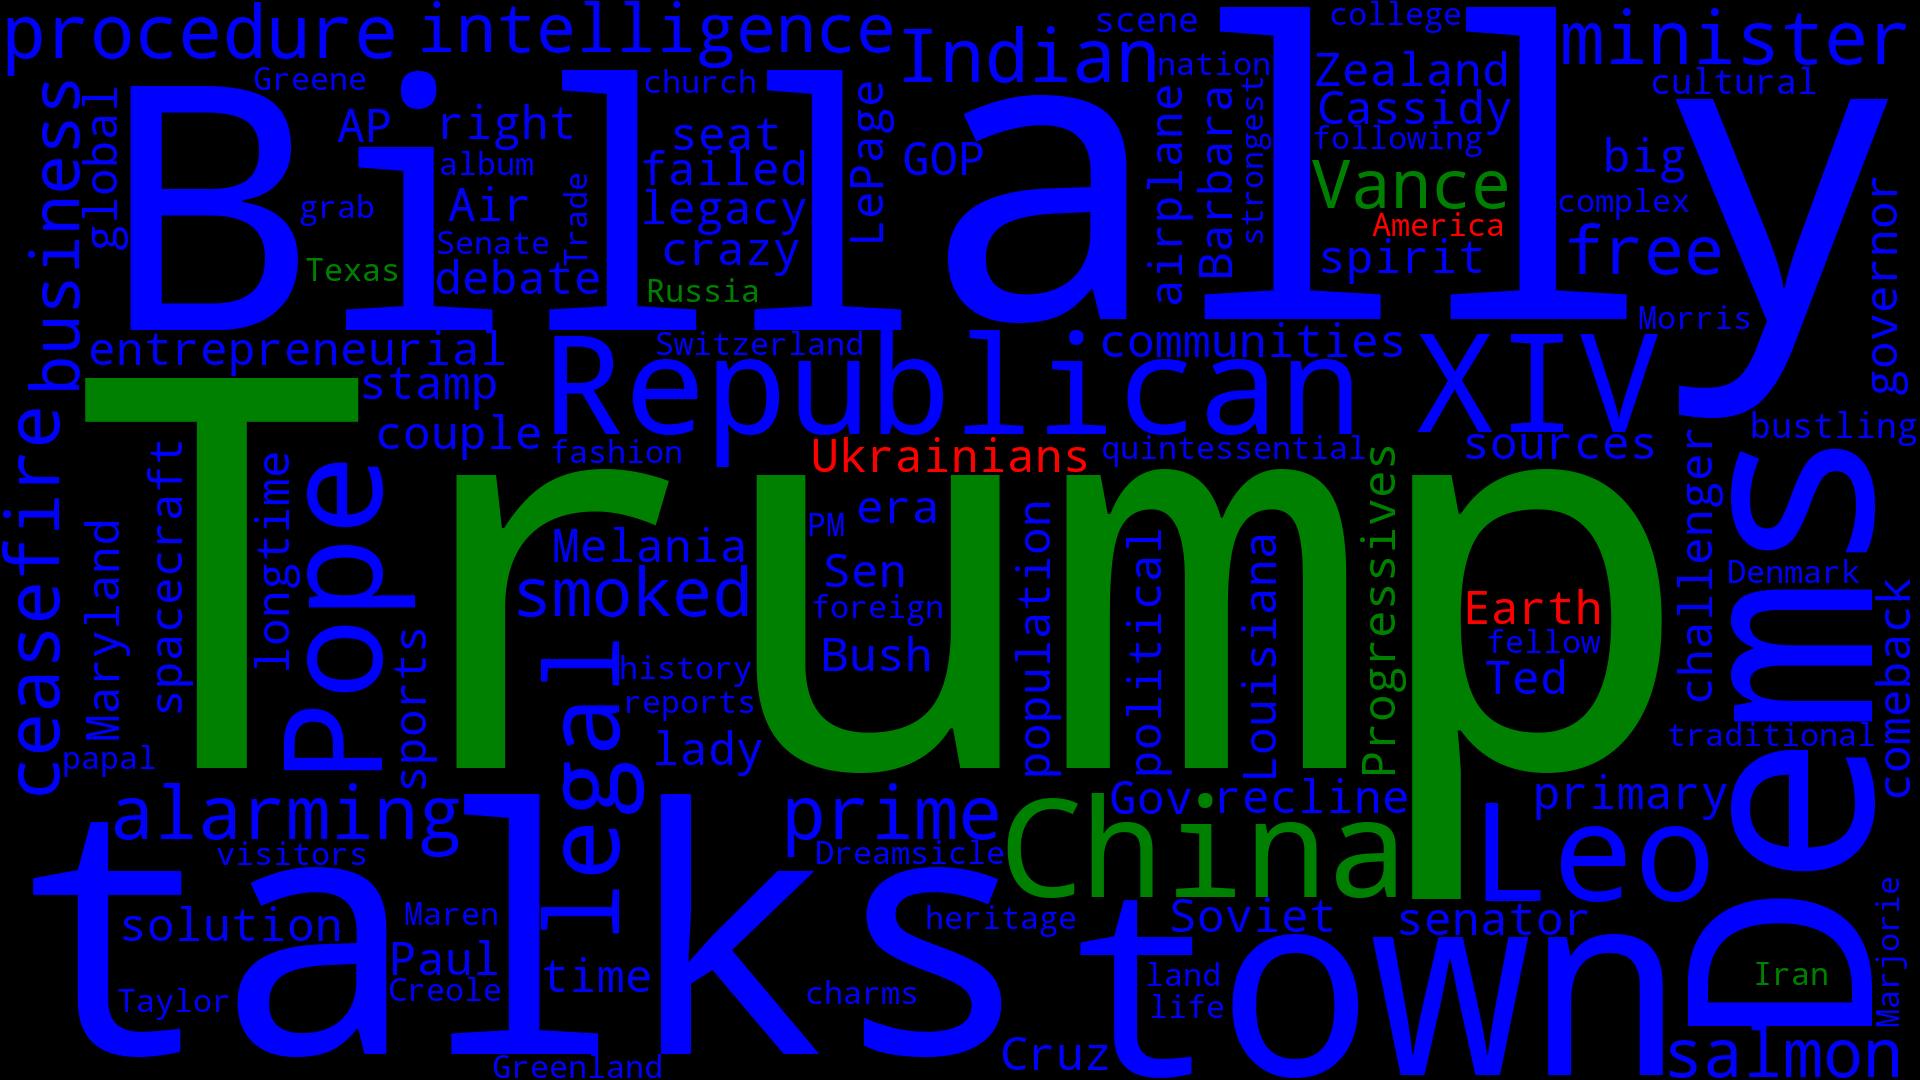 procedure
intelligence
Indian
scene
college
minister
Greene
church
nation
Zealand
cultural
business
global
Bill
ally
AP
right
seat
LePage
GOP
airplane
Barbara
strongest
Cassidy
following
big
album
failed
Vance
grab
Air
Trade
legacy
America
complex
Senate
crazy
spirit
free
governor
Texas
debate
Russia
Morris
entrepreneurial
Switzerland
communities
Republican
XIV
stamp
couple
fashion
Ukrainians
quintessential
sources
bustling
Trump
ceasefire
Maryland
spacecraft
longtime
Pope
sports
Melania
smoked
PM
era
Sen
foreign
Bush
population
political
Louisiana
Progressives
Earth
fellow
Ted
challenger
Dems
Denmark
comeback
legal
history
reports
lady
papal
traditional
alarming
visitors
prime
Dreamsicle
China
Gov
recline
primary
Leo
talks
solution
Maren
Paul
Creole
Taylor
time
charms
heritage
Soviet
senator
town
land
life
Iran
Marjorie
Greenland
Cruz
salmon